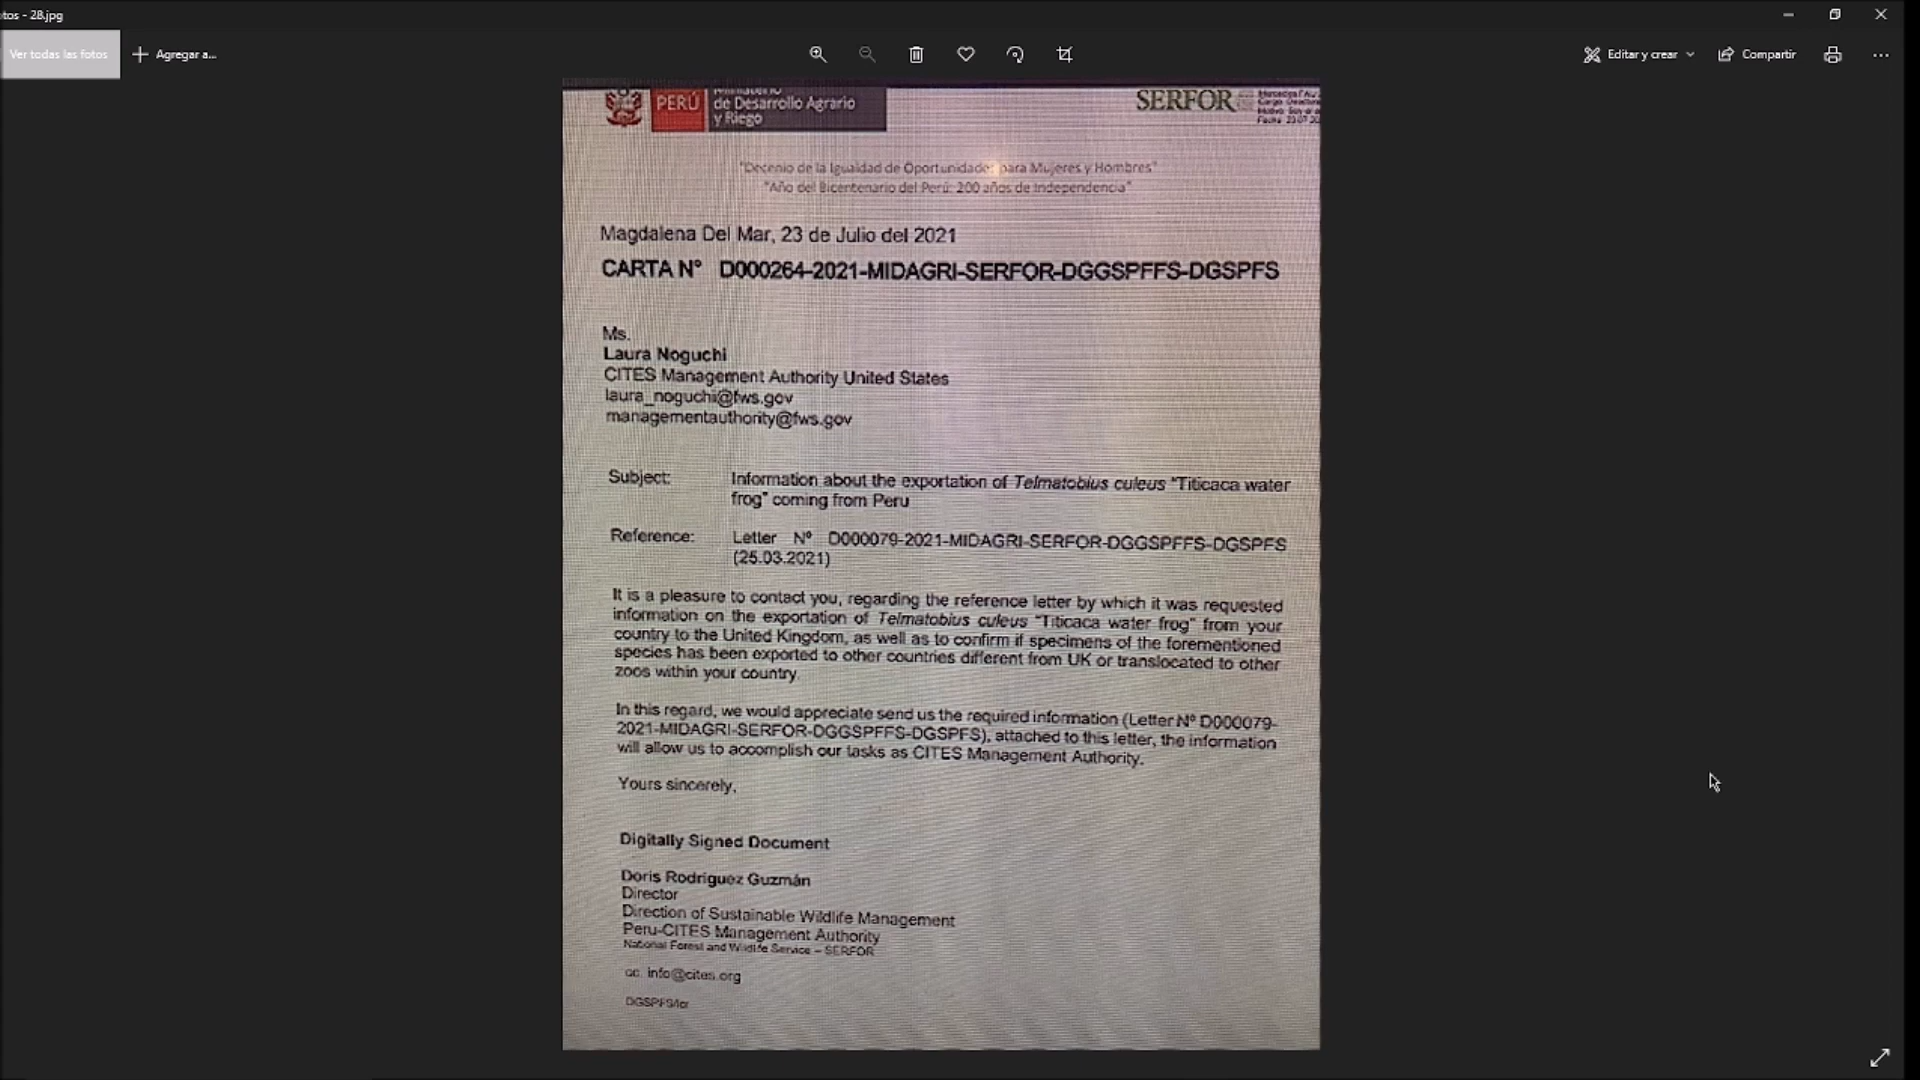 tos - 28.jpg
Ver todas las fotos
Agregar a...
Editar y crear
Compartir
PERÚ
Ministerio
de Desarrollo Agrario
y Riego
SERFOR
"Decenio de la Igualdad de Oportunidades para Mujeres y Hombres"
"Año del Bicentenario del Perú: 200 años de Independencia"
Magdalena Del Mar, 23 de Julio del 2021
CARTA Nº D000264-2021-MIDAGRI-SERFOR-DGGSPFFS-DGSPFS
Ms.
Laura Noguchi
CITES Management Authority United States
laura_noguchi@fws.gov
managementauthority@fws.gov
Subject: Information about the exportation of Telmatobius culeus "Titicaca water
frog" coming from Peru
Reference: Letter Nº D000079-2021-MIDAGRI-SERFOR-DGGSPFFS-DGSPFS
(25.03.2021)
It is a pleasure to contact you, regarding the reference letter by which it was requested
information on the exportation of Telmatobius culeus "Titicaca water frog" from your
country to the United Kingdom, as well as to confirm if specimens of the forementioned
species has been exported to other countries different from UK or translocated to other
zoos within your country.
In this regard, we would appreciate send us the required information (Letter Nº D000079-
2021-MIDAGRI-SERFOR-DGGSPFFS-DGSPFS), attached to this letter, the information
will allow us to accomplish our tasks as CITES Management Authority.
Yours sincerely,
Digitally Signed Document
Doris Rodriguez Guzmán
Director
Direction of Sustainable Wildlife Management
Peru-CITES Management Authority
National Forest and Wildlife Service – SERFOR
cc. info@cites.org